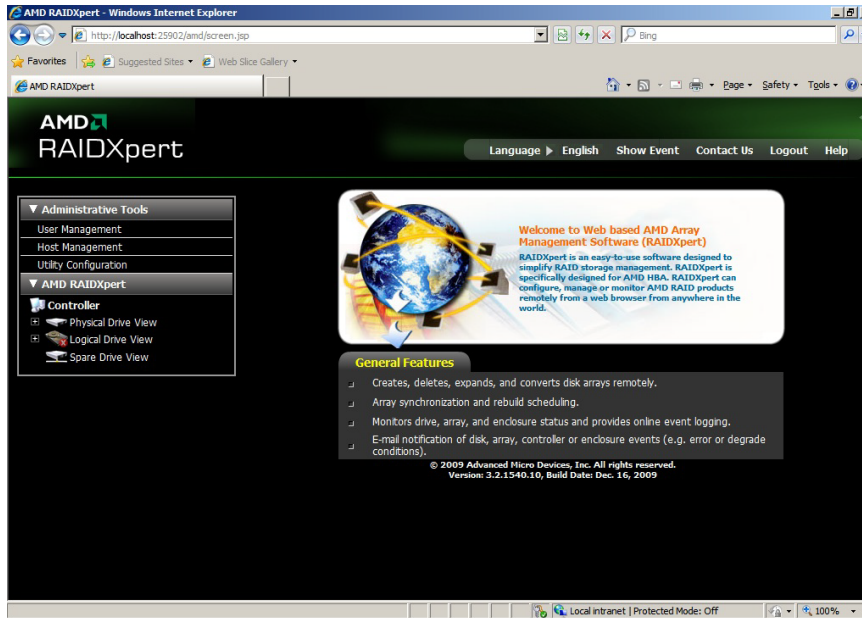 AMD RAIDXpert - Windows Internet Explorer
http://localhost:25902/amd/screen.jsp
Bing
Favorites
Suggested Sites
Web Slice Gallery
AMD RAIDXpert
Page
Safety
Tools
AMD
RAIDXpert
Language
English
Show Event
Contact Us
Logout
Help
Administrative Tools
User Management
Host Management
Utility Configuration
AMD RAIDXpert
Controller
Physical Drive View
Logical Drive View
Spare Drive View
Welcome to Web based AMD Array
Management Software (RAIDXpert)
RAIDXpert is an easy-to-use software designed to
simplify RAID storage management. RAIDXpert is
specifically designed for AMD HBA. RAIDXpert can
configure, manage or monitor AMD RAID products
remotely from a web browser from anywhere in the
world.
General Features
Creates, deletes, expands, and converts disk arrays remotely.
Array synchronization and rebuild scheduling.
Monitors drive, array, and enclosure status and provides online event logging.
E-mail notification of disk, array, controller or enclosure events (e.g. error or degrade
conditions).
© 2009 Advanced Micro Devices, Inc. All rights reserved.
Version: 3.2.1540.10, Build Date: Dec. 16, 2009
Local intranet | Protected Mode: Off
100%